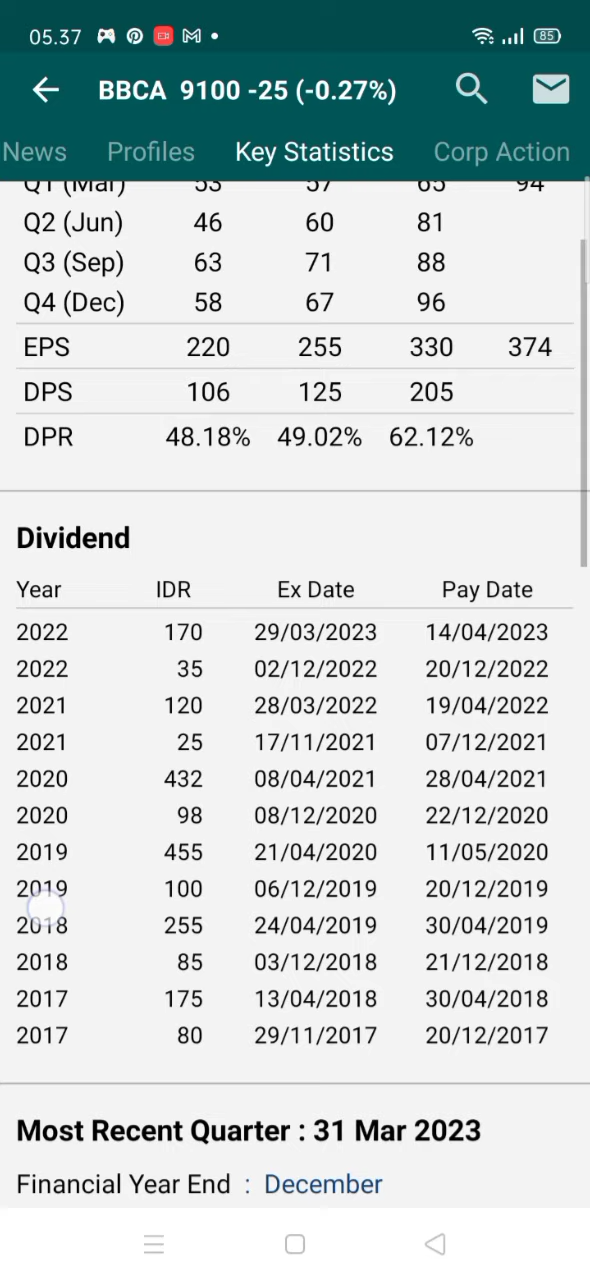 05.37 85
BBCA 9100 -25 (-0.27%)
News Profiles Key Statistics Corp Action
Q1 (Mar) 53 57 65 94
Q2 (Jun) 46 60 81
Q3 (Sep) 63 71 88
Q4 (Dec) 58 67 96
EPS 220 255 330 374
DPS 106 125 205
DPR 48.18% 49.02% 62.12%
Dividend
Year IDR Ex Date Pay Date
2022 170 29/03/2023 14/04/2023
2022 35 02/12/2022 20/12/2022
2021 120 28/03/2022 19/04/2022
2021 25 17/11/2021 07/12/2021
2020 432 08/04/2021 28/04/2021
2020 98 08/12/2020 22/12/2020
2019 455 21/04/2020 11/05/2020
2019 100 06/12/2019 20/12/2019
2018 255 24/04/2019 30/04/2019
2018 85 03/12/2018 21/12/2018
2017 175 13/04/2018 30/04/2018
2017 80 29/11/2017 20/12/2017
Most Recent Quarter : 31 Mar 2023
Financial Year End : December